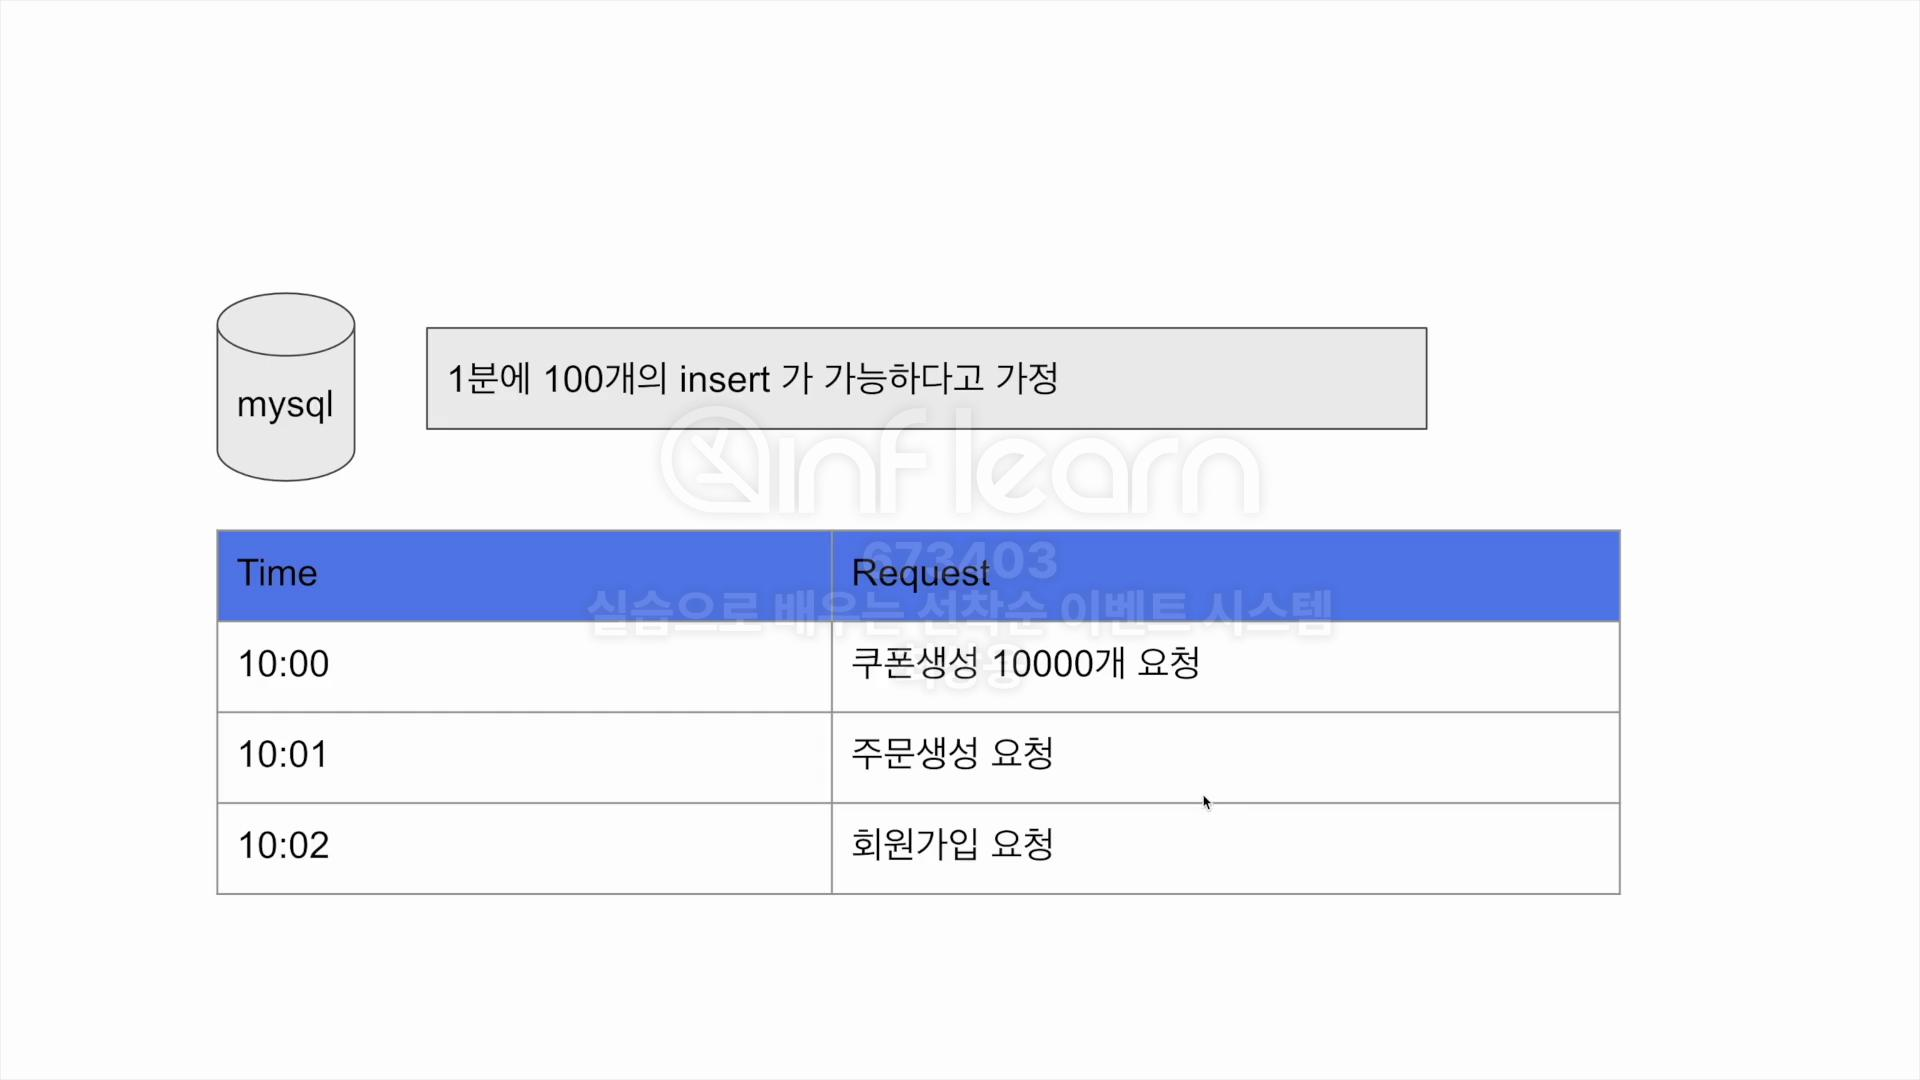 mysql
1분에 100개의 insert 가 가능하다고 가정
inflearn
673403
실습으로 배우는 선착순 이벤트 시스템
Time
Request
10:00
쿠폰생성 10000개 요청
10:01
주문생성 요청
10:02
회원가입 요청